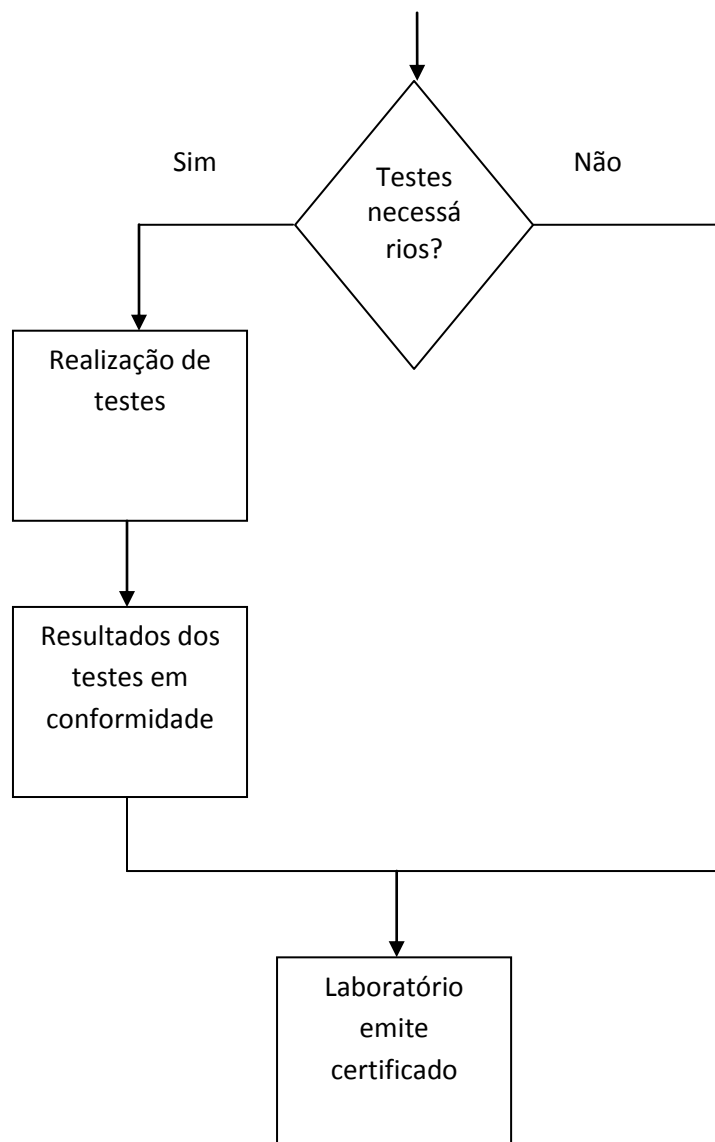 Sim
Testes
necessá
rios?
Não
Realização de
testes
Resultados dos
testes em
conformidade
Laboratório
emite
certificado